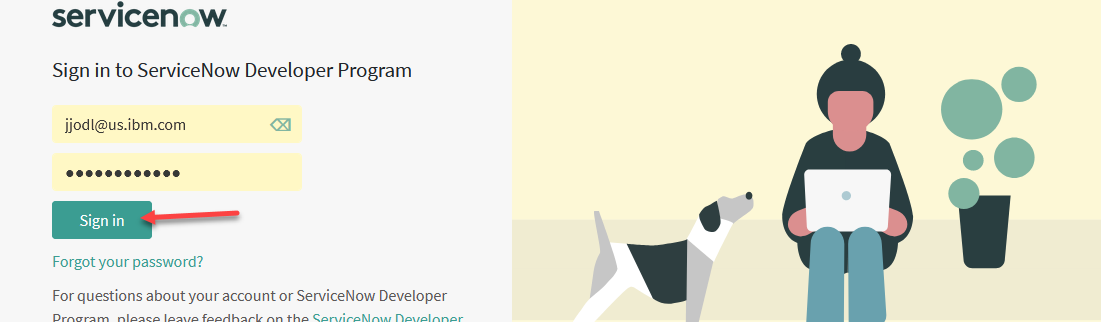 servicenow™
Sign in to ServiceNow Developer Program
jjodl@us.ibm.com
••••••••••••
Sign in
Forgot your password?
For questions about your account or ServiceNow Developer
Program, please leave feedback on the ServiceNow Developer